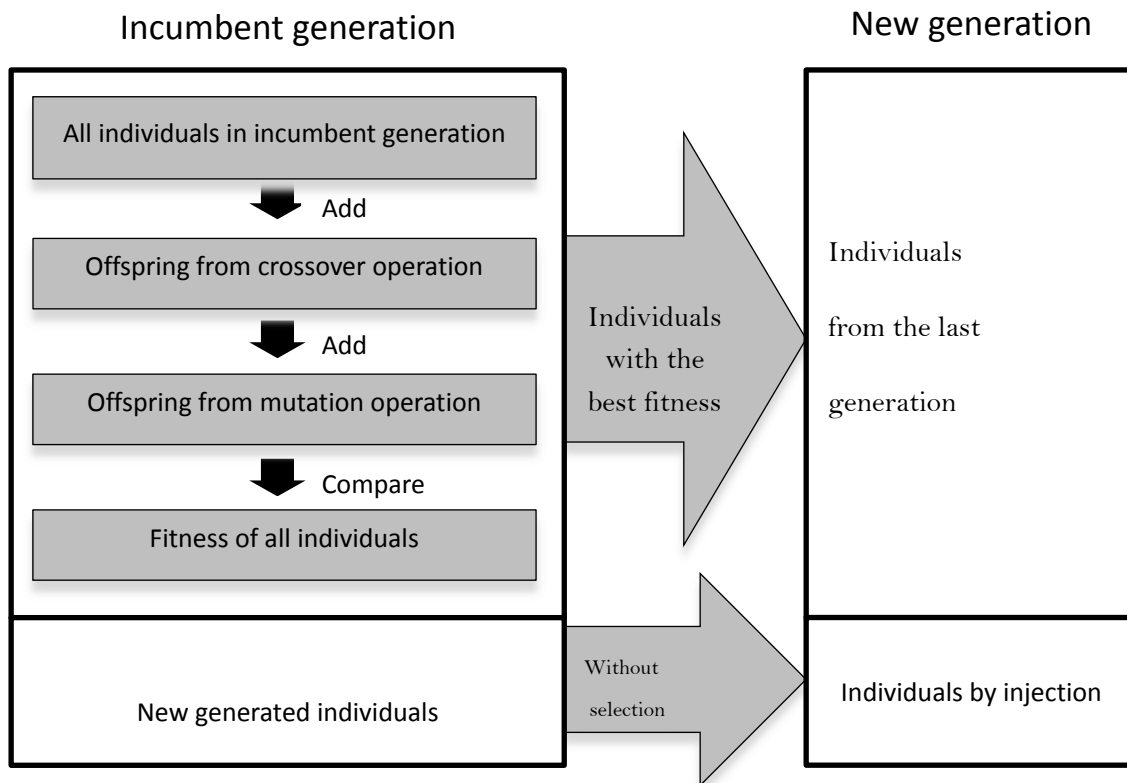 Incumbent generation
New generation
All individuals in incumbent generation
Add
Offspring from crossover operation
Add
Offspring from mutation operation
Compare
Fitness of all individuals
Individuals
with the
best fitness
Individuals
from the last
generation
New generated individuals
Without
selection
Individuals by injection